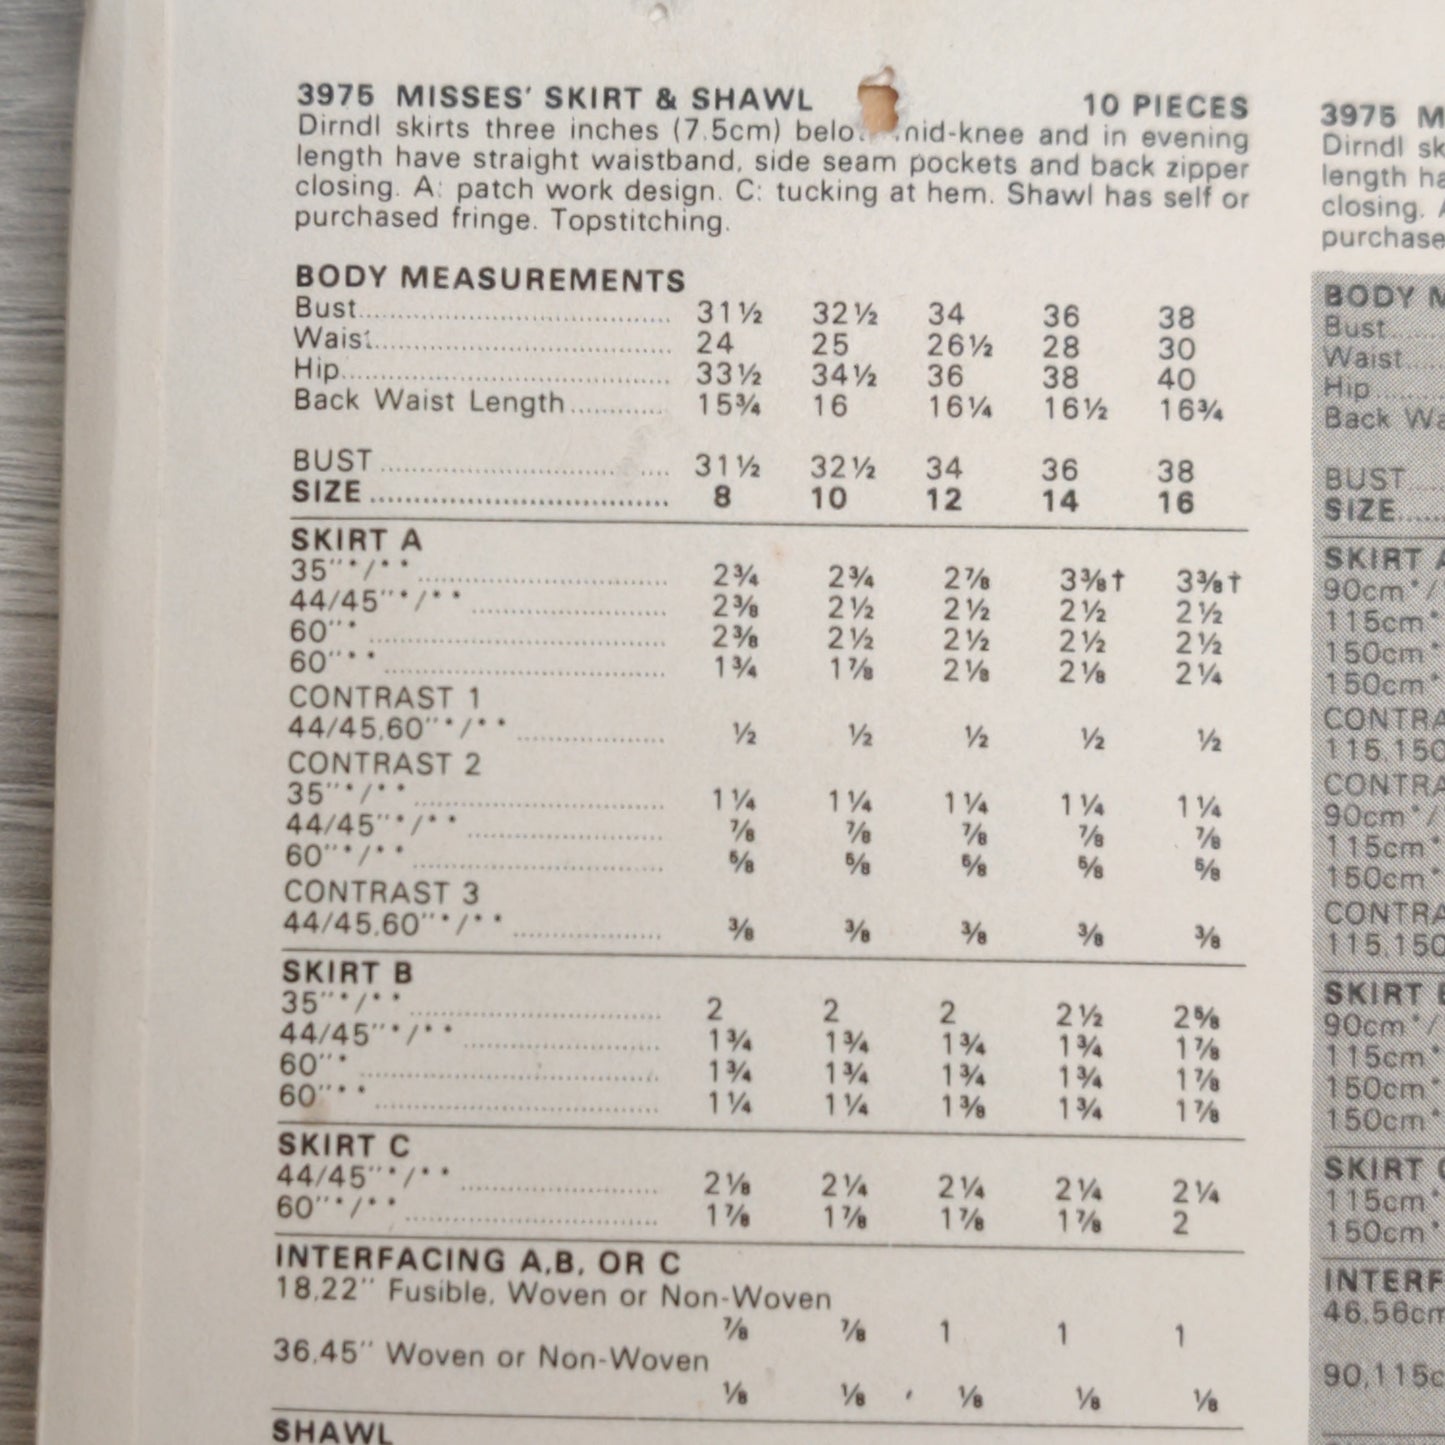 3975 MISSES' SKIRT & SHAWL 10 PIECES
Dirndl skirts three inches (7.5cm) belo mid-knee and in evening
length have straight waistband, side seam pockets and back zipper
closing. A: patch work design. C: tucking at hem. Shawl has self or
purchased fringe. Topstitching.
BODY MEASUREMENTS
Bust 31½ 32½ 34 36 38
Waist 24 25 26½ 28 30
Hip 33½ 34½ 36 38 40
Back Waist Length 15¾ 16 16¼ 16½ 16¾
BUST 31½ 32½ 34 36 38
SIZE 8 10 12 14 16
SKIRT A
35"*/** 2¾ 2¾ 2⅞ 3⅜† 3⅜†
44/45"*/** 2⅜ 2½ 2½ 2½ 2½
60"* 2⅜ 2½ 2½ 2½ 2½
60"** 1¾ 1⅞ 2⅛ 2⅛ 2¼
CONTRAST 1
44/45,60"*/** ½ ½ ½ ½ ½
CONTRAST 2
35"*/** 1¼ 1¼ 1¼ 1¼ 1¼
44/45"*/** ⅞ ⅞ ⅞ ⅞ ⅞
60"*/** ⅝ ⅝ ⅝ ⅝ ⅝
CONTRAST 3
44/45,60"*/** ⅜ ⅜ ⅜ ⅜ ⅜
SKIRT B
35"*/** 2 2 2 2½ 2⅝
44/45"*/** 1¾ 1¾ 1¾ 1¾ 1⅞
60"* 1¾ 1¾ 1¾ 1¾ 1⅞
60"** 1¼ 1¼ 1⅜ 1¾ 1⅞
SKIRT C
44/45"*/** 2⅛ 2¼ 2¼ 2¼ 2¼
60"*/** 1⅞ 1⅞ 1⅞ 1⅞ 2
INTERFACING A,B, OR C
18,22" Fusible, Woven or Non-Woven
⅞ ⅞ 1 1 1
36,45" Woven or Non-Woven
⅛ ⅛ ⅛ ⅛ ⅛
SHAWL
3975 M
Dirndl sk
length ha
closing. A
purchase
BODY M
Bust
Waist
Hip
Back Wa
BUST
SIZE
SKIRT A
90cm*/
115cm*
150cm*
150cm*
CONTRA
115,150
CONTRA
90cm*/
115cm*
150cm*
CONTRA
115,150
SKIRT B
90cm*/
115cm*
150cm*
150cm*
SKIRT C
115cm*
150cm*
INTERF
46,56cm
90,115c